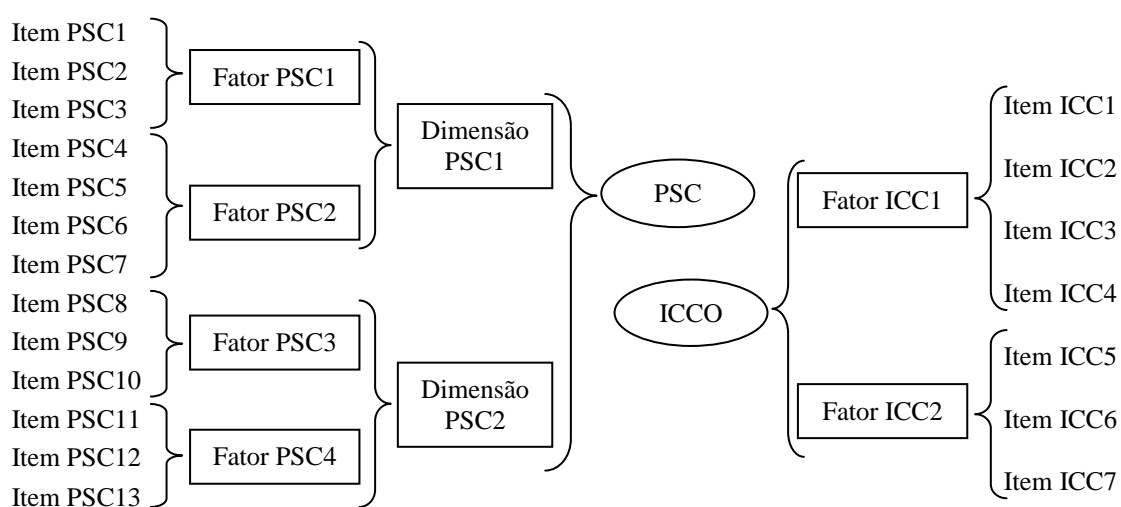 Item PSC1
Item PSC2
Item PSC3
Item PSC4
Item PSC5
Item PSC6
Item PSC7
Item PSC8
Item PSC9
Item PSC10
Item PSC11
Item PSC12
Item PSC13
Fator PSC1
Fator PSC2
Fator PSC3
Fator PSC4
Dimensão
PSC1
Dimensão
PSC2
PSC
ICCO
Fator ICC1
Fator ICC2
Item ICC1
Item ICC2
Item ICC3
Item ICC4
Item ICC5
Item ICC6
Item ICC7